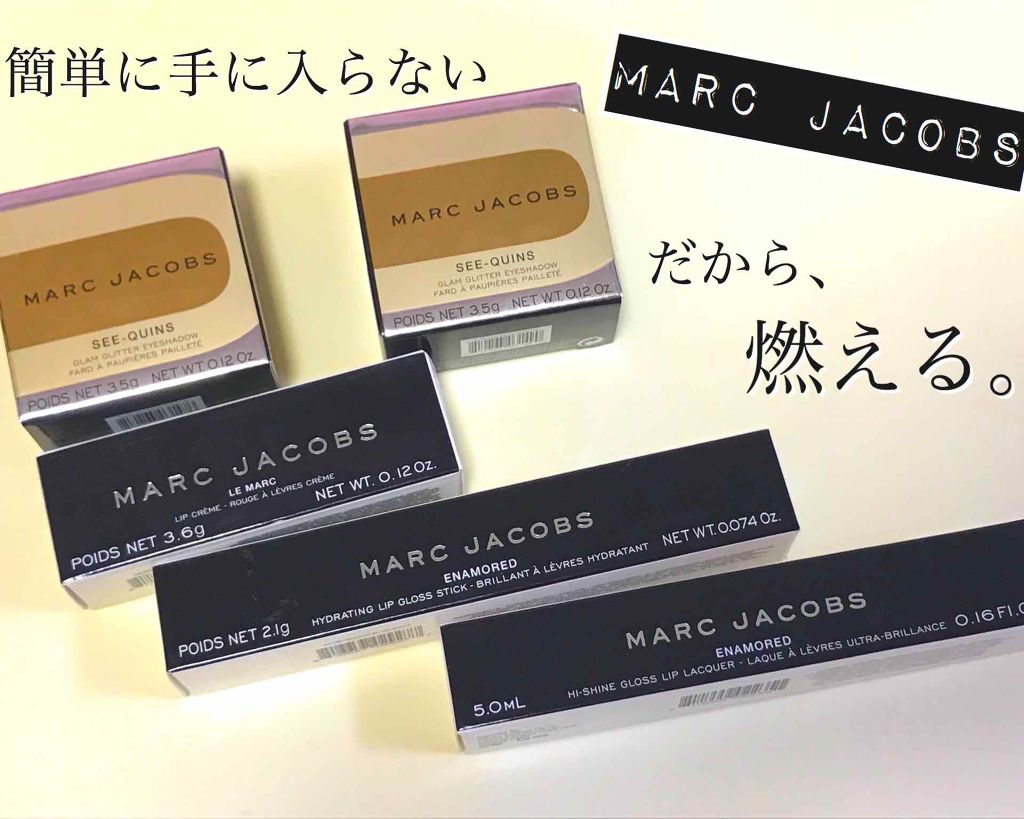 簡単に手に入らない
MARC JACOBS
だから、
燃える。
MARC JACOBS
SEE-QUINS
GLAM GLITTER EYESHADOW
FARD À PAUPIÈRES PAILLETÉ
POIDS NET 3.5g NET WT 0.12 Oz.
MARC JACOBS
SEE-QUINS
GLAM GLITTER EYESHADOW
FARD À PAUPIÈRES PAILLETÉ
POIDS NET 3.5g NET WT 0.12 Oz.
MARC JACOBS
LE MARC
LIP CRÈME - ROUGE À LÈVRES CRÈME
POIDS NET 3.6g NET WT. 0.12 Oz.
MARC JACOBS
ENAMORED
HYDRATING LIP GLOSS STICK - BRILLANT À LÈVRES HYDRATANT
POIDS NET 2.1g NET WT. 0.074 Oz.
MARC JACOBS
ENAMORED
HI-SHINE GLOSS LIP LACQUER - LAQUE À LÈVRES ULTRA-BRILLANCE
5.0mL 0.16 Fl.